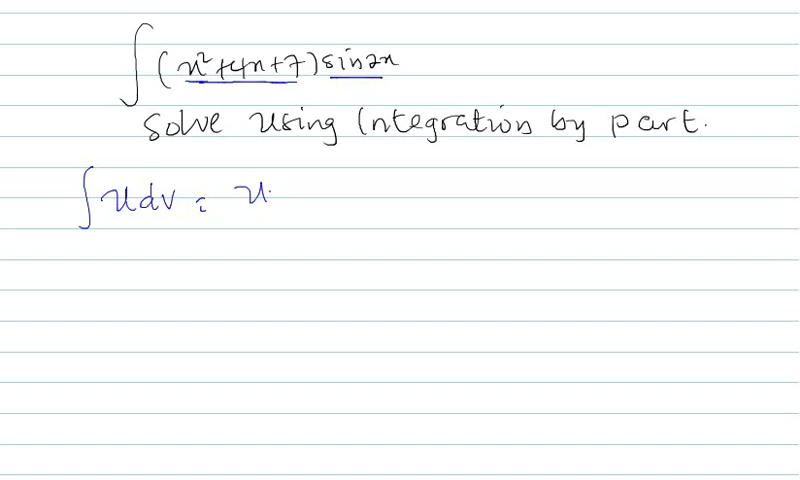 ∫(x²+4x+7)sin2x
Solve using Integration by part.
∫udv = u